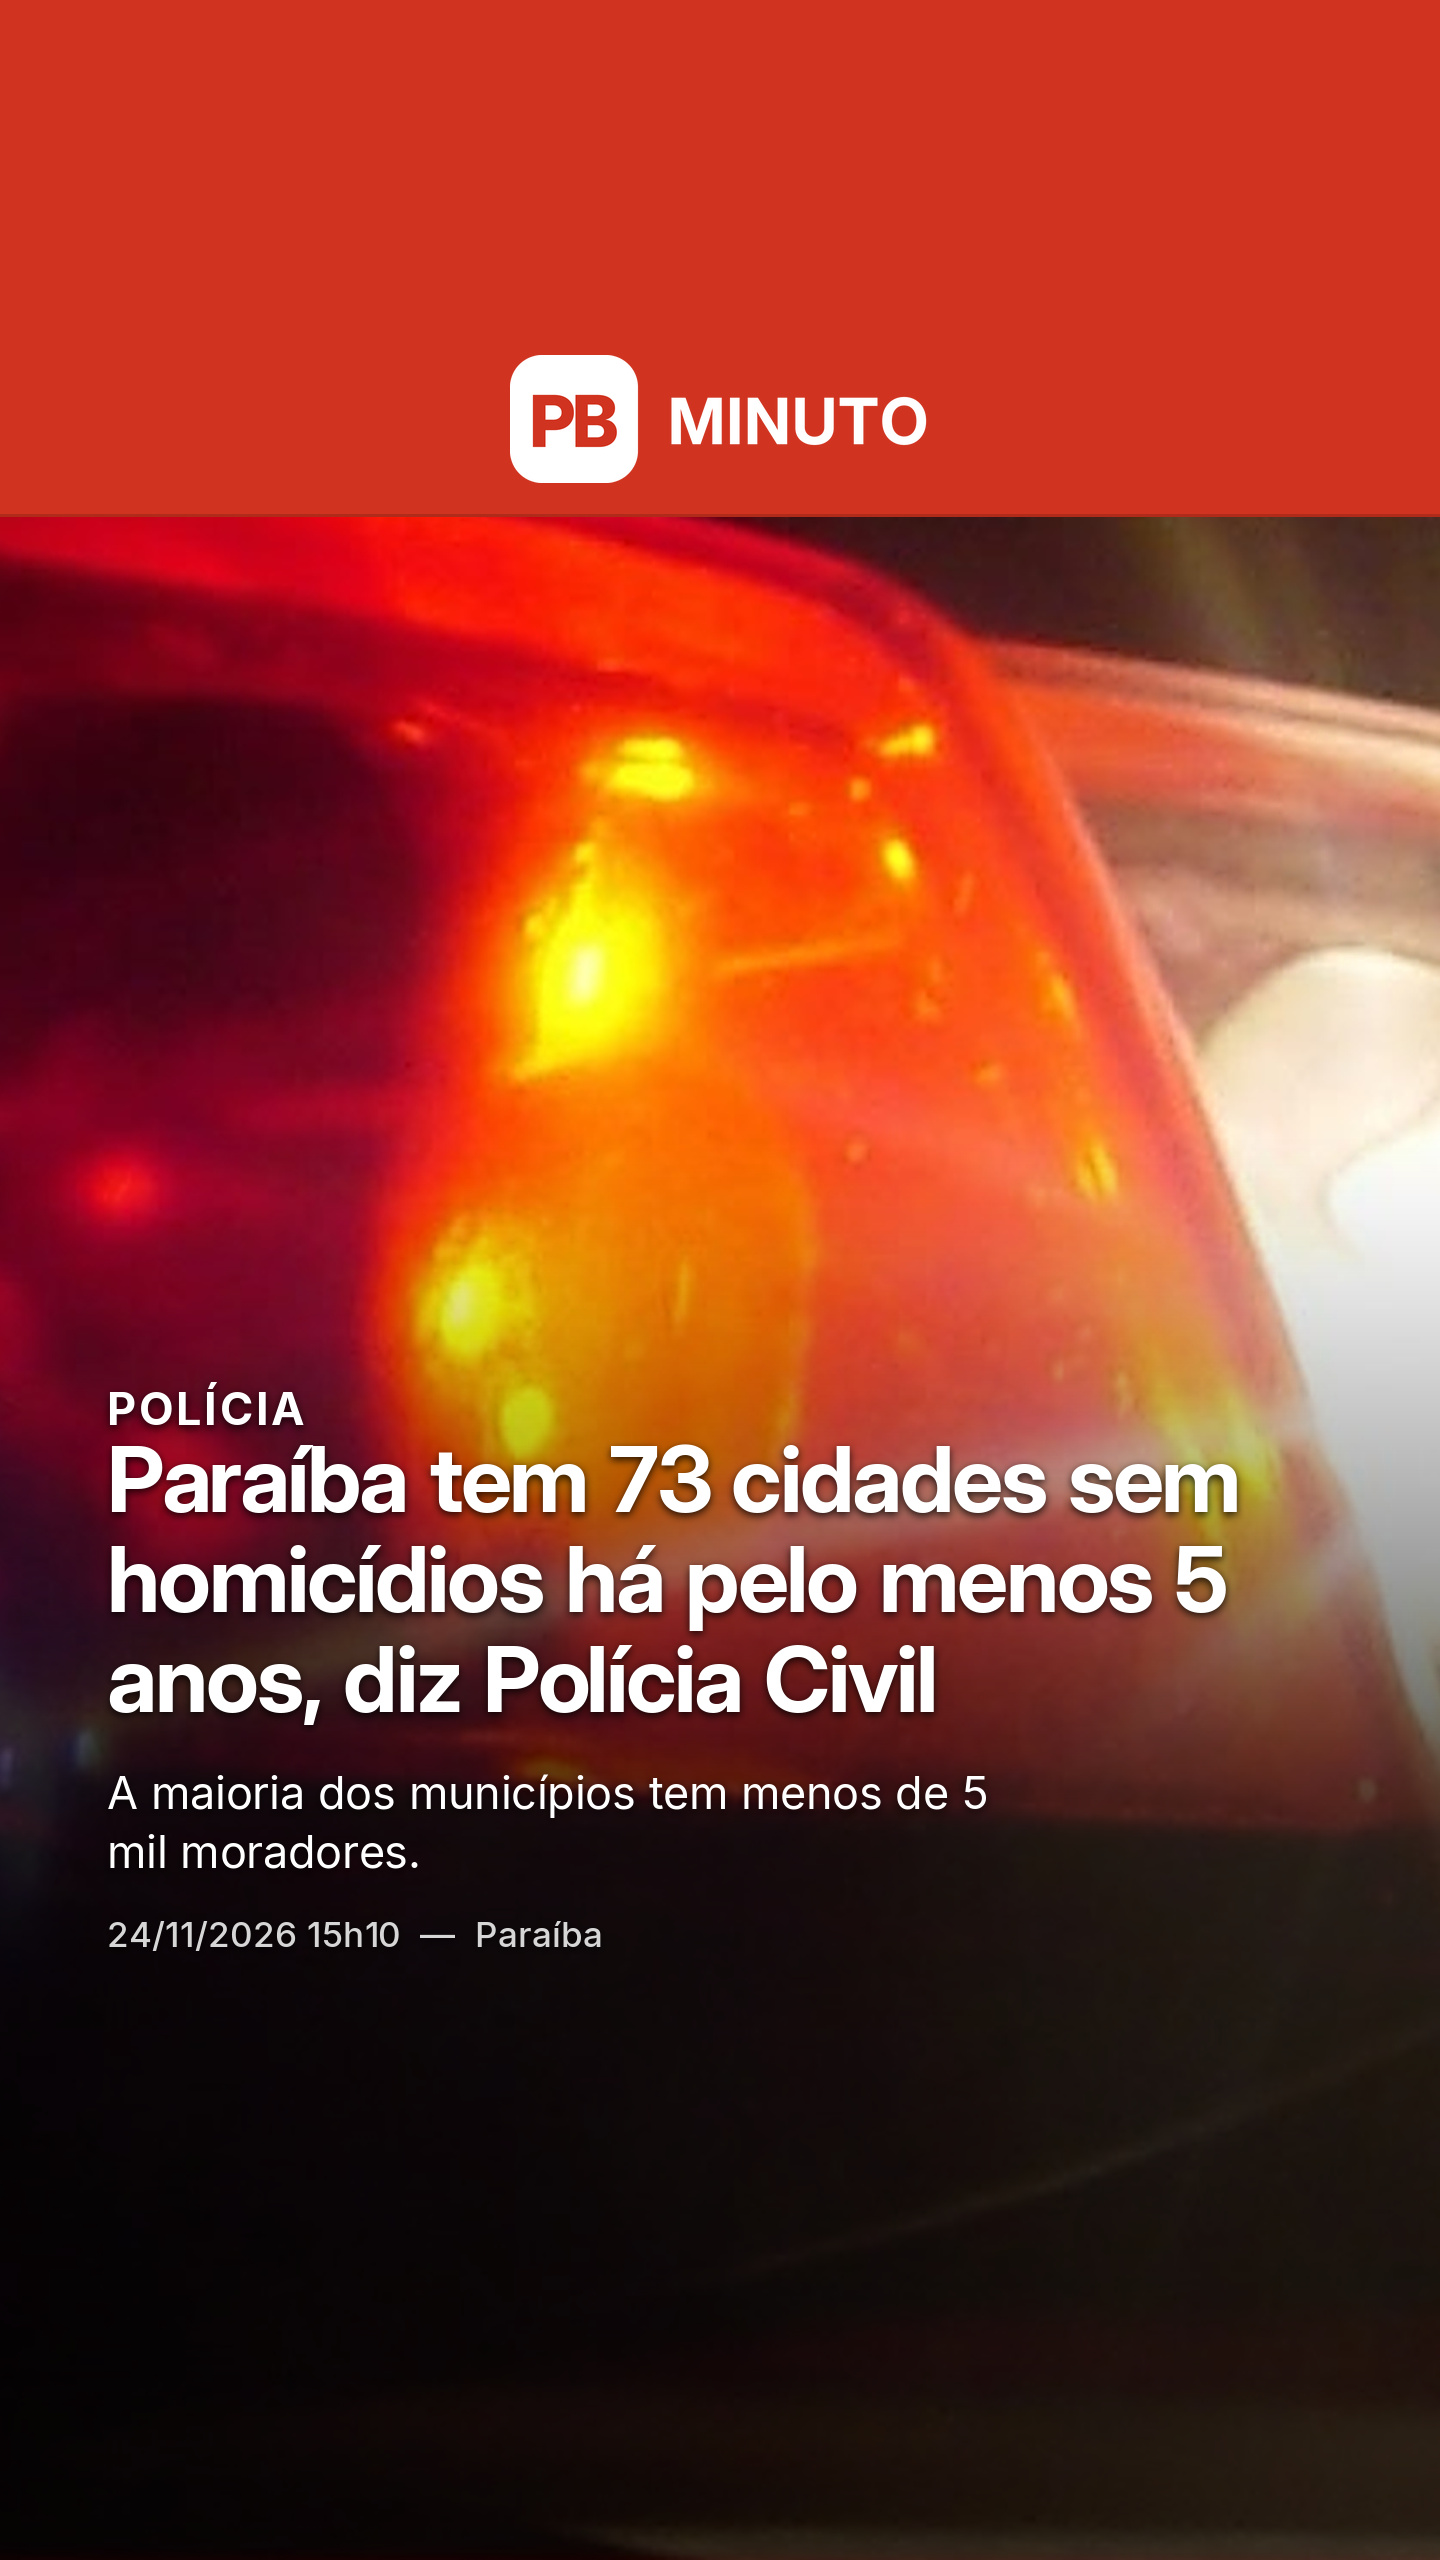 PB MINUTO
POLÍCIA
Paraíba tem 73 cidades sem
homicídios há pelo menos 5
anos, diz Polícia Civil
A maioria dos municípios tem menos de 5
mil moradores.
24/11/2026 15h10 — Paraíba